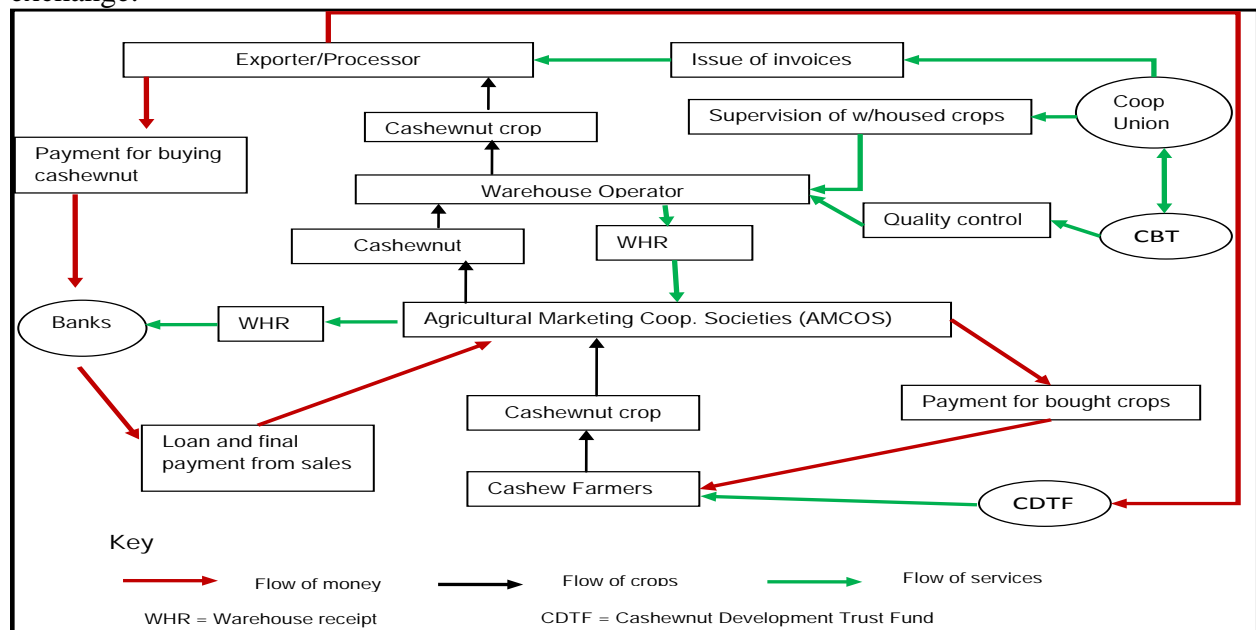 exchange.
Exporter/Processor
Issue of invoices
Coop
Union
Cashewnut crop
Supervision of w/housed crops
Payment for buying
cashewnut
Warehouse Operator
Quality control
CBT
Cashewnut
WHR
Banks
WHR
Agricultural Marketing Coop. Societies (AMCOS)
Payment for bought crops
Cashewnut crop
Loan and final
payment from sales
Cashew Farmers
CDTF
Key
Flow of money
Flow of crops
Flow of services
WHR = Warehouse receipt
CDTF = Cashewnut Development Trust Fund